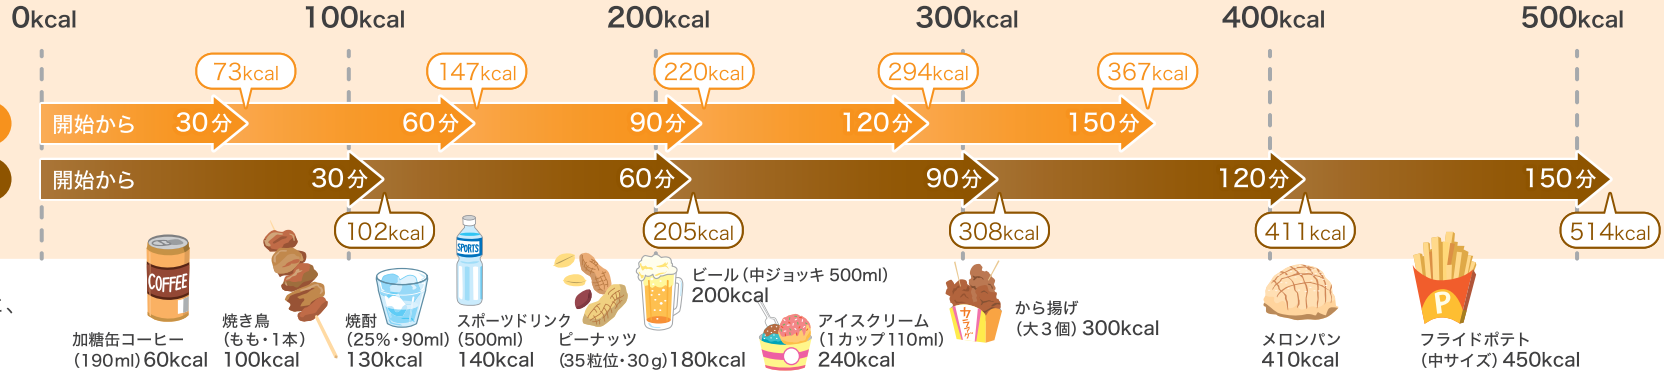 0kcal 100kcal 200kcal 300kcal 400kcal 500kcal
73kcal 147kcal 220kcal 294kcal 367kcal
開始から 30分 60分 90分 120分 150分
開始から 30分 60分 90分 120分 150分
102kcal 205kcal 308kcal 411kcal 514kcal
COFFEE
加糖缶コーヒー
(190ml) 60kcal
焼き鳥
(もも・1本)
100kcal
焼酎
(25%・90ml)
130kcal
SPORTS
スポーツドリンク
(500ml)
140kcal
ピーナッツ
(35粒位・30g) 180kcal
ビール (中ジョッキ 500ml)
200kcal
アイスクリーム
(1カップ 110ml)
240kcal
カラアゲ
から揚げ
(大3個) 300kcal
メロンパン
410kcal
P
フライドポテト
(中サイズ) 450kcal